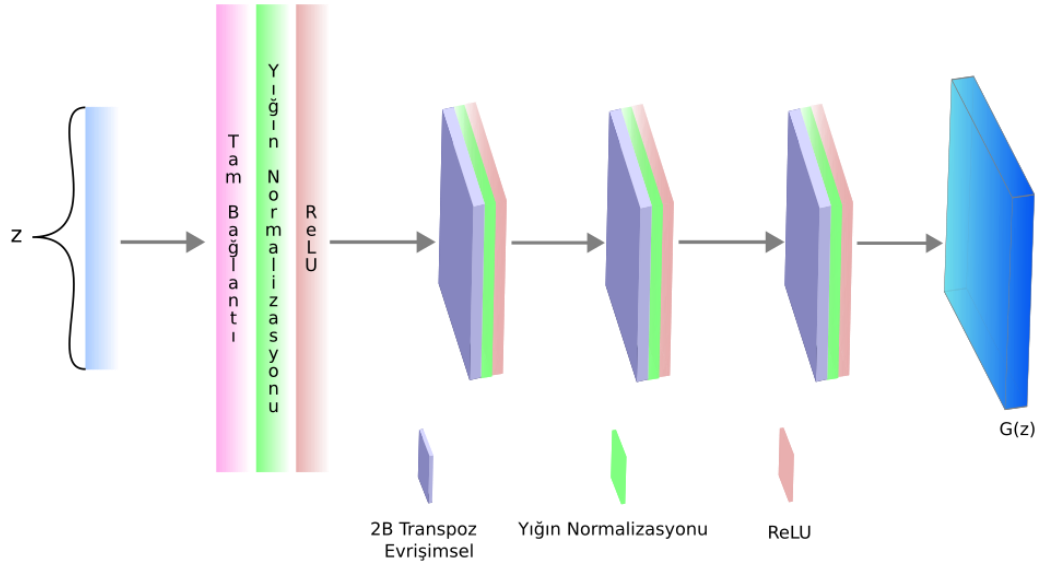 z
Tam Bağlantı
Yığın Normalizasyonu
ReLU
G(z)
2B Transpoz
Evrişimsel
Yığın Normalizasyonu
ReLU